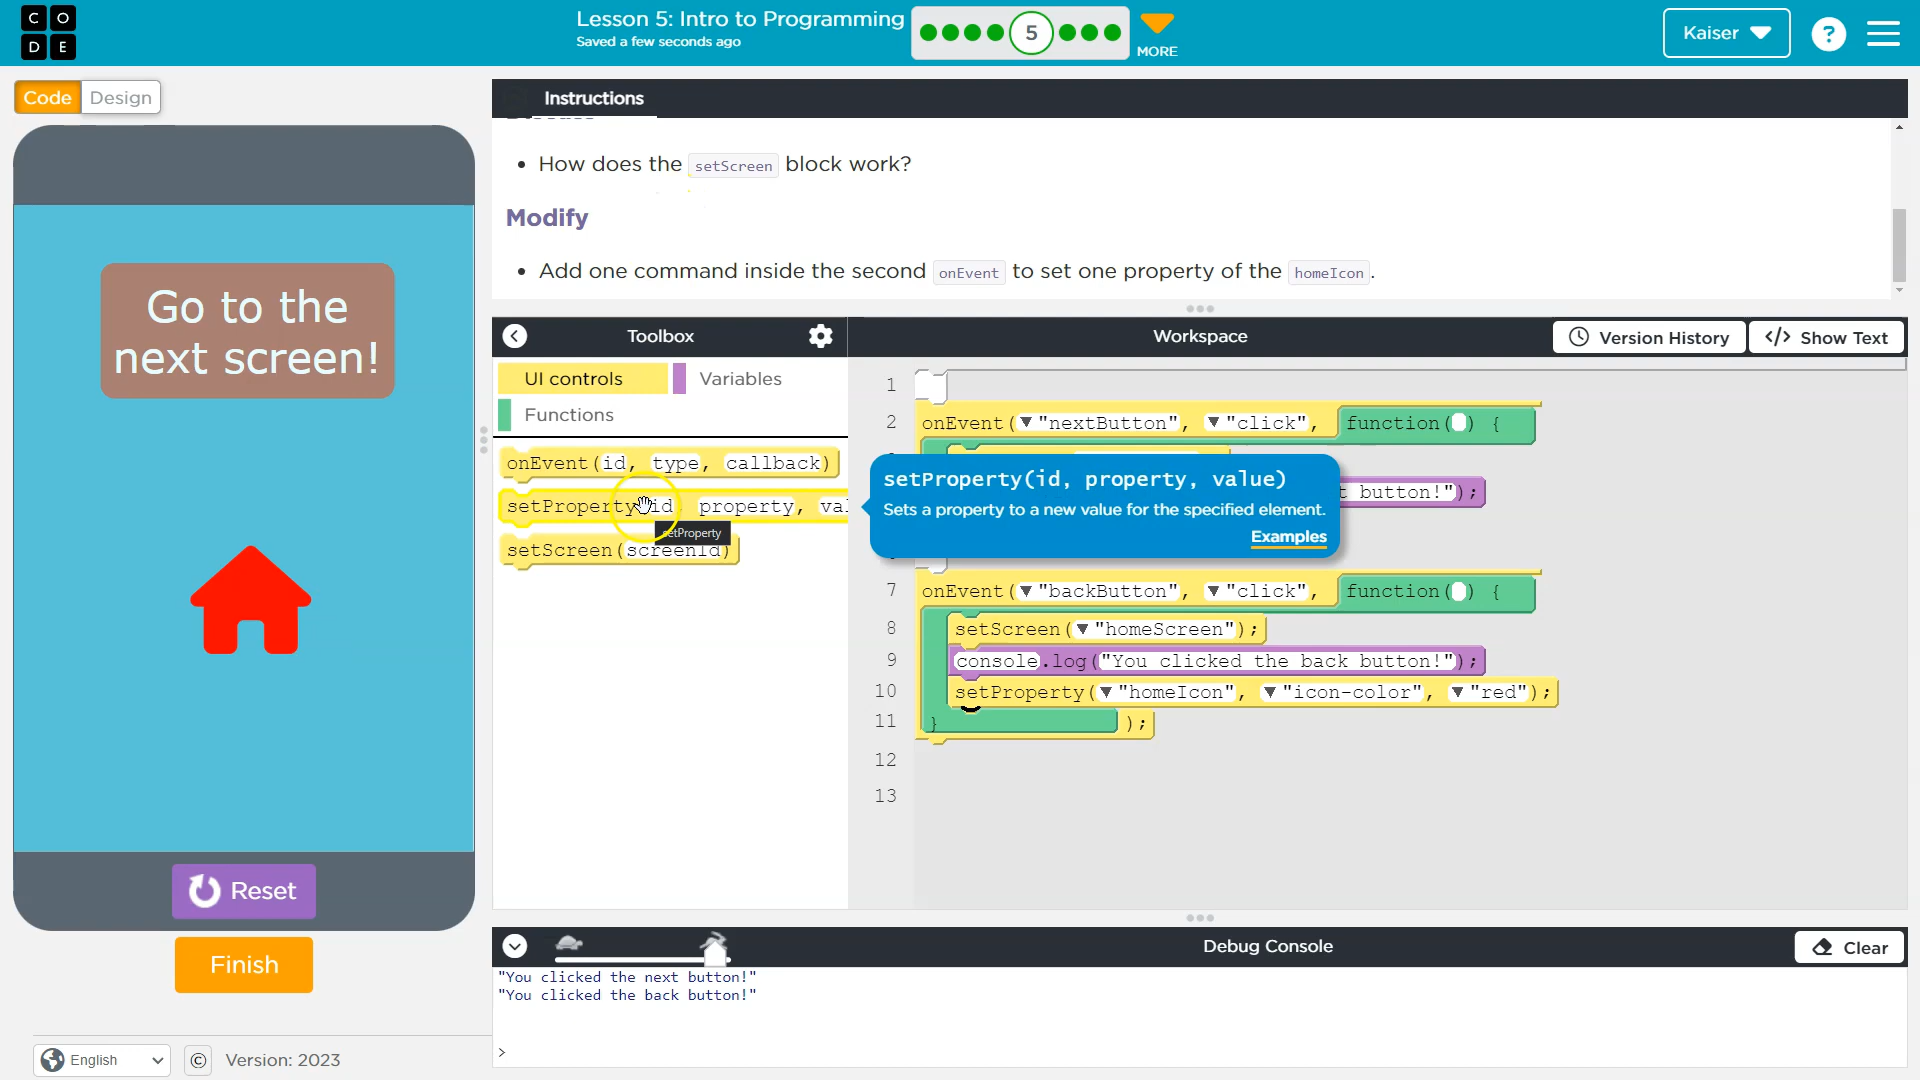 C O
D E
Lesson 5: Intro to Programming
Saved a few seconds ago
5
MORE
Kaiser
?
Code
Design
Go to the
next screen!
Reset
Finish
English
©
Version: 2023
Instructions
How does the setScreen block work?
Modify
Add one command inside the second onEvent to set one property of the homeIcon.
Toolbox
UI controls
Variables
Functions
onEvent(id, type, callback)
setProperty id property, val
setProperty
setScreen(screenId)
Workspace
Version History
</> Show Text
1
2 onEvent(▼"nextButton", ▼"click", function() {
t button!");
setProperty(id, property, value)
Sets a property to a new value for the specified element.
Examples
7 onEvent(▼"backButton", ▼"click", function() {
8 setScreen(▼"homeScreen");
9 console.log("You clicked the back button!");
10 setProperty(▼"homeIcon", ▼"icon-color", ▼"red");
11 } );
12
13
Debug Console
Clear
"You clicked the next button!"
"You clicked the back button!"
>